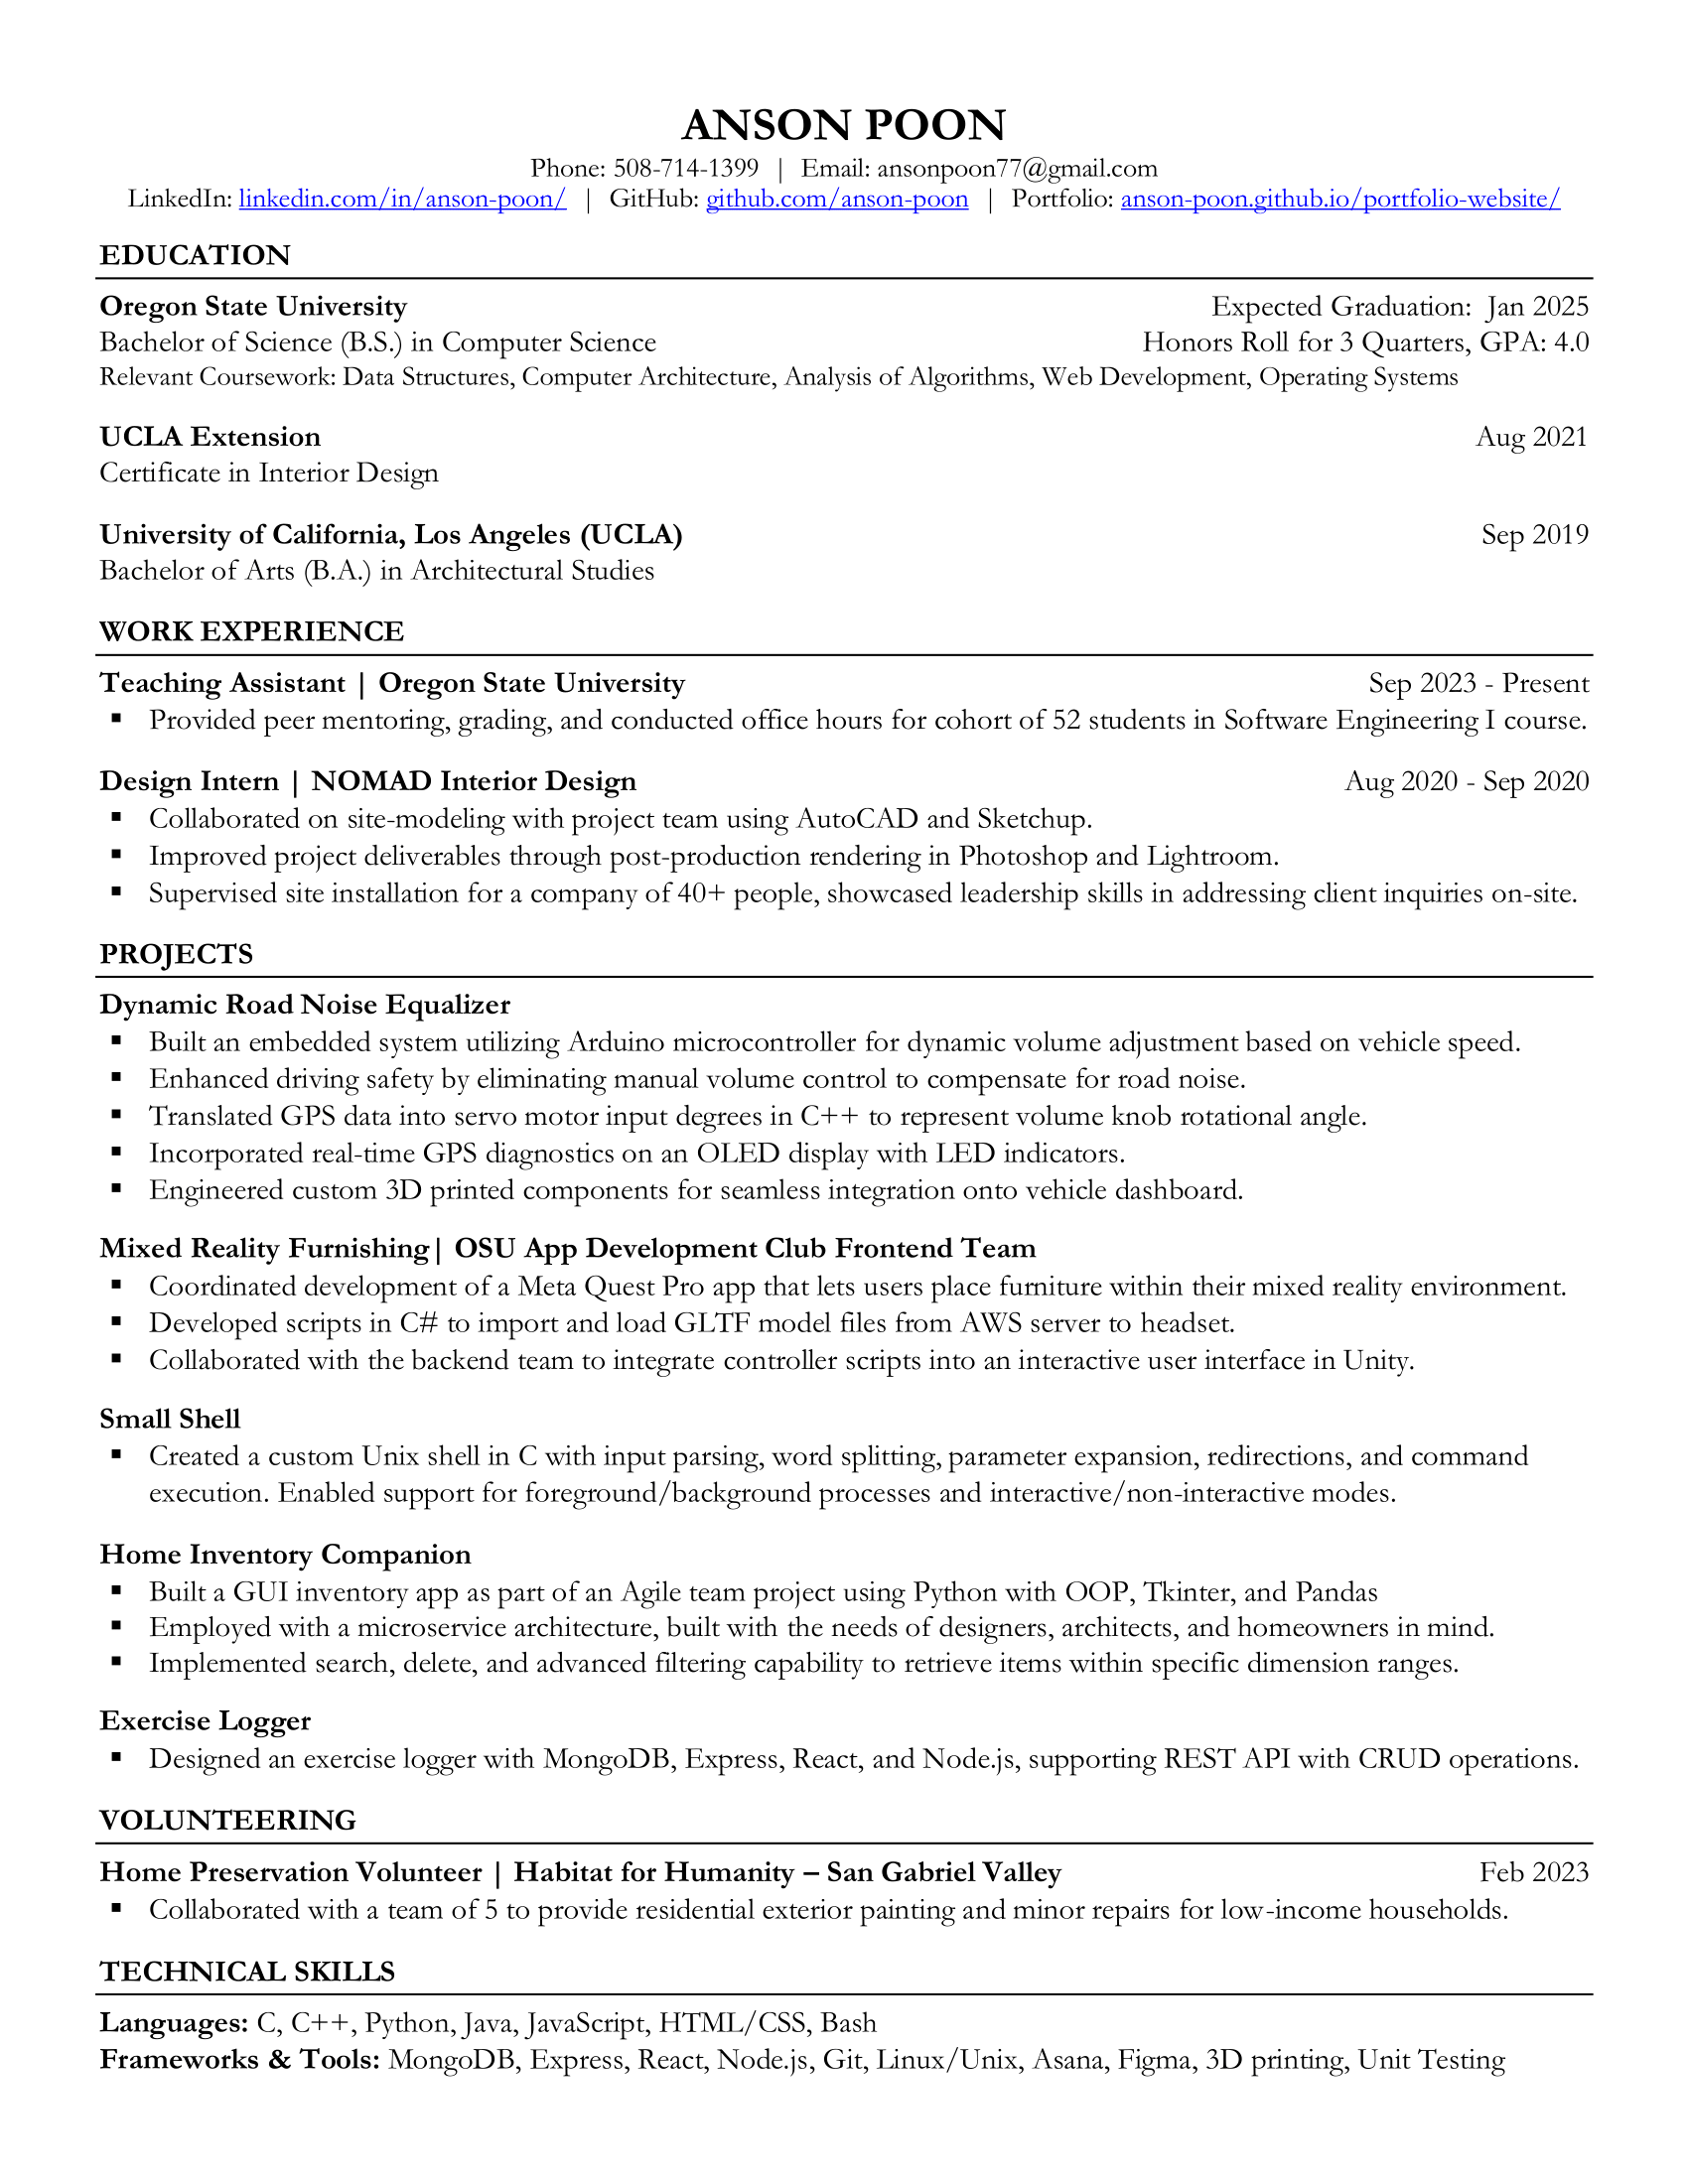 ANSON POON
Phone: 508-714-1399 | Email: ansonpoon77@gmail.com
LinkedIn: linkedin.com/in/anson-poon/ | GitHub: github.com/anson-poon | Portfolio: anson-poon.github.io/portfolio-website/
EDUCATION
Oregon State University Expected Graduation: Jan 2025
Bachelor of Science (B.S.) in Computer Science Honors Roll for 3 Quarters, GPA: 4.0
Relevant Coursework: Data Structures, Computer Architecture, Analysis of Algorithms, Web Development, Operating Systems
UCLA Extension Aug 2021
Certificate in Interior Design
University of California, Los Angeles (UCLA) Sep 2019
Bachelor of Arts (B.A.) in Architectural Studies
WORK EXPERIENCE
Teaching Assistant | Oregon State University Sep 2023 - Present
▪ Provided peer mentoring, grading, and conducted office hours for cohort of 52 students in Software Engineering I course.
Design Intern | NOMAD Interior Design Aug 2020 - Sep 2020
▪ Collaborated on site-modeling with project team using AutoCAD and Sketchup.
▪ Improved project deliverables through post-production rendering in Photoshop and Lightroom.
▪ Supervised site installation for a company of 40+ people, showcased leadership skills in addressing client inquiries on-site.
PROJECTS
Dynamic Road Noise Equalizer
▪ Built an embedded system utilizing Arduino microcontroller for dynamic volume adjustment based on vehicle speed.
▪ Enhanced driving safety by eliminating manual volume control to compensate for road noise.
▪ Translated GPS data into servo motor input degrees in C++ to represent volume knob rotational angle.
▪ Incorporated real-time GPS diagnostics on an OLED display with LED indicators.
▪ Engineered custom 3D printed components for seamless integration onto vehicle dashboard.
Mixed Reality Furnishing| OSU App Development Club Frontend Team
▪ Coordinated development of a Meta Quest Pro app that lets users place furniture within their mixed reality environment.
▪ Developed scripts in C# to import and load GLTF model files from AWS server to headset.
▪ Collaborated with the backend team to integrate controller scripts into an interactive user interface in Unity.
Small Shell
▪ Created a custom Unix shell in C with input parsing, word splitting, parameter expansion, redirections, and command
execution. Enabled support for foreground/background processes and interactive/non-interactive modes.
Home Inventory Companion
▪ Built a GUI inventory app as part of an Agile team project using Python with OOP, Tkinter, and Pandas
▪ Employed with a microservice architecture, built with the needs of designers, architects, and homeowners in mind.
▪ Implemented search, delete, and advanced filtering capability to retrieve items within specific dimension ranges.
Exercise Logger
▪ Designed an exercise logger with MongoDB, Express, React, and Node.js, supporting REST API with CRUD operations.
VOLUNTEERING
Home Preservation Volunteer | Habitat for Humanity – San Gabriel Valley Feb 2023
▪ Collaborated with a team of 5 to provide residential exterior painting and minor repairs for low-income households.
TECHNICAL SKILLS
Languages: C, C++, Python, Java, JavaScript, HTML/CSS, Bash
Frameworks & Tools: MongoDB, Express, React, Node.js, Git, Linux/Unix, Asana, Figma, 3D printing, Unit Testing